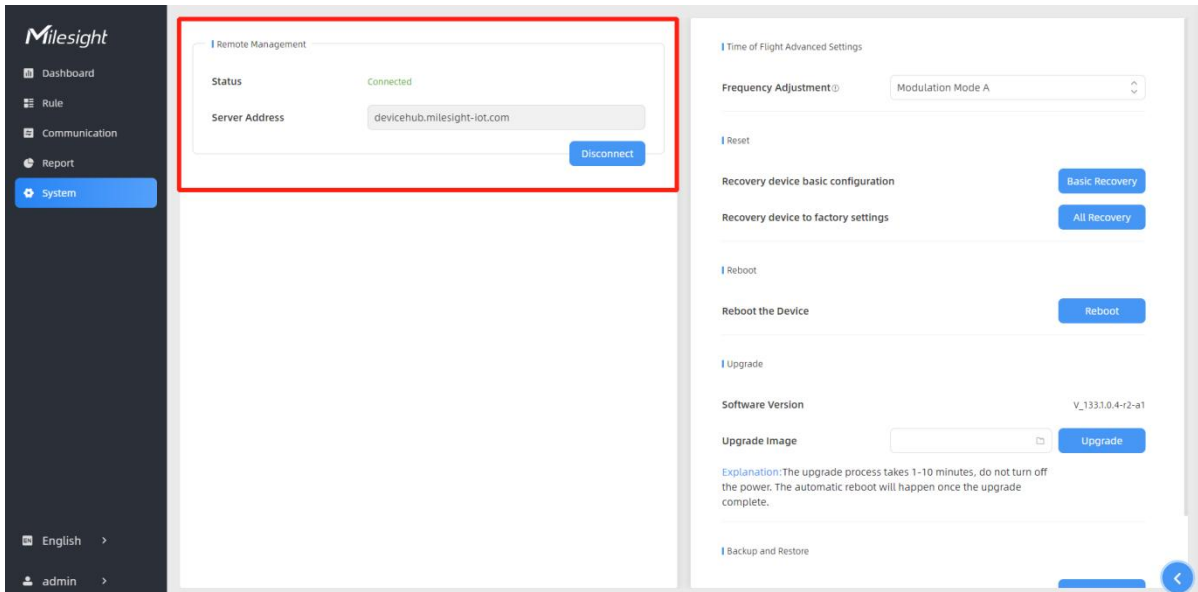 Milesight
Dashboard
Rule
Communication
Report
System
English >
admin >
Remote Management
Status Connected
Server Address devicehub.milesight-iot.com
Disconnect
Time of Flight Advanced Settings
Frequency Adjustment Modulation Mode A
Reset
Recovery device basic configuration Basic Recovery
Recovery device to factory settings All Recovery
Reboot
Reboot the Device Reboot
Upgrade
Software Version V_133.1.0.4-r2-a1
Upgrade Image Upgrade
Explanation:The upgrade process takes 1-10 minutes, do not turn off
the power. The automatic reboot will happen once the upgrade
complete.
Backup and Restore